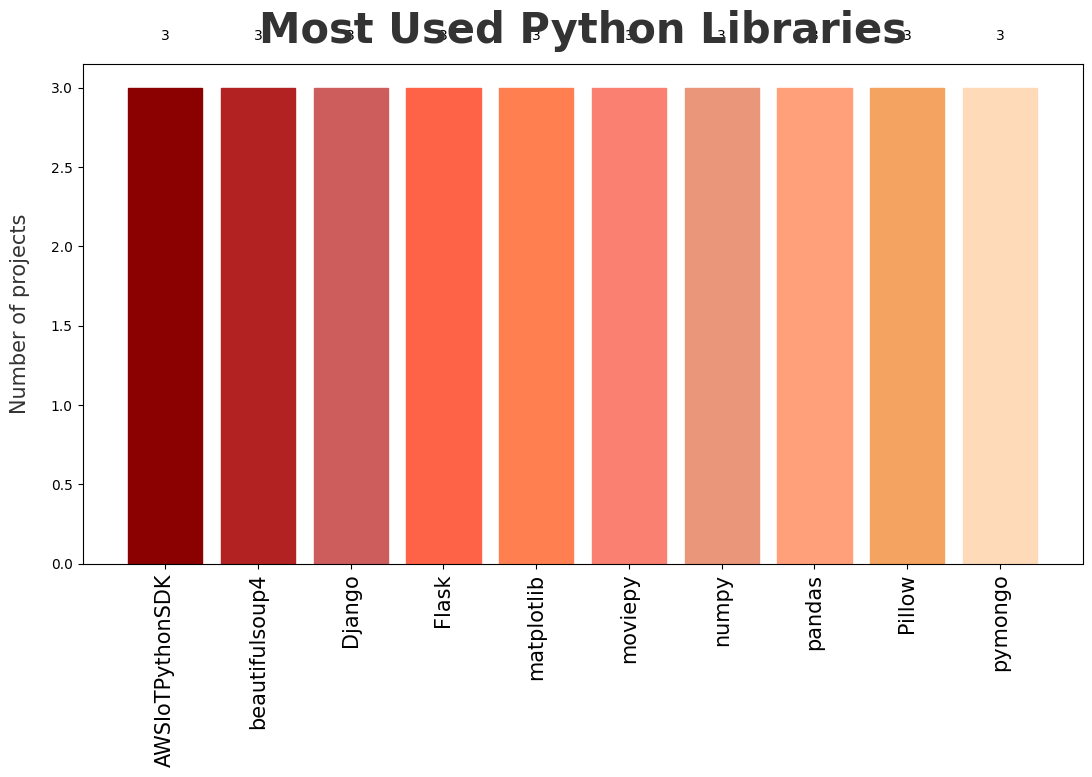 Most Used Python Libraries
3 3 3 3 3 3 3 3 3 3
Number of projects
3.0
2.5
2.0
1.5
1.0
0.5
0.0
AWSIoTPythonSDK
beautifulsoup4
Django
Flask
matplotlib
moviepy
numpy
pandas
Pillow
pymongo